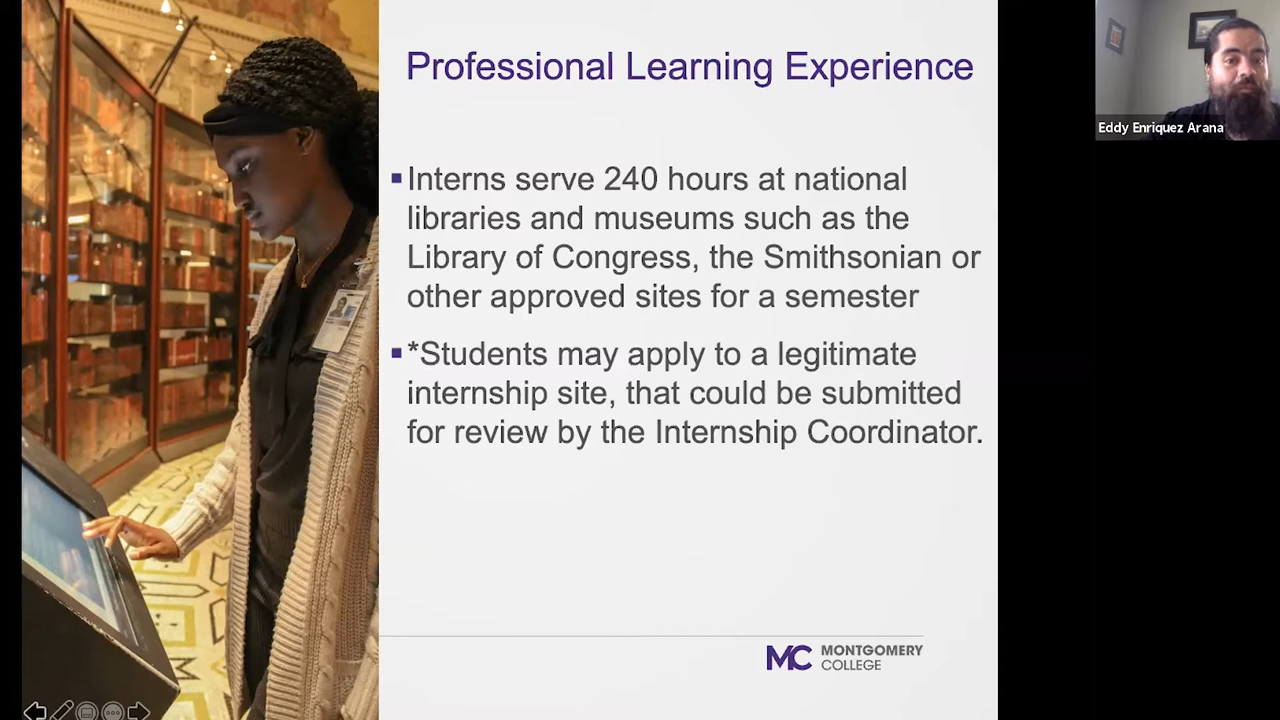 Professional Learning Experience
▪Interns serve 240 hours at national
libraries and museums such as the
Library of Congress, the Smithsonian or
other approved sites for a semester
▪*Students may apply to a legitimate
internship site, that could be submitted
for review by the Internship Coordinator.
MC MONTGOMERY
COLLEGE
Eddy Enriquez Arana